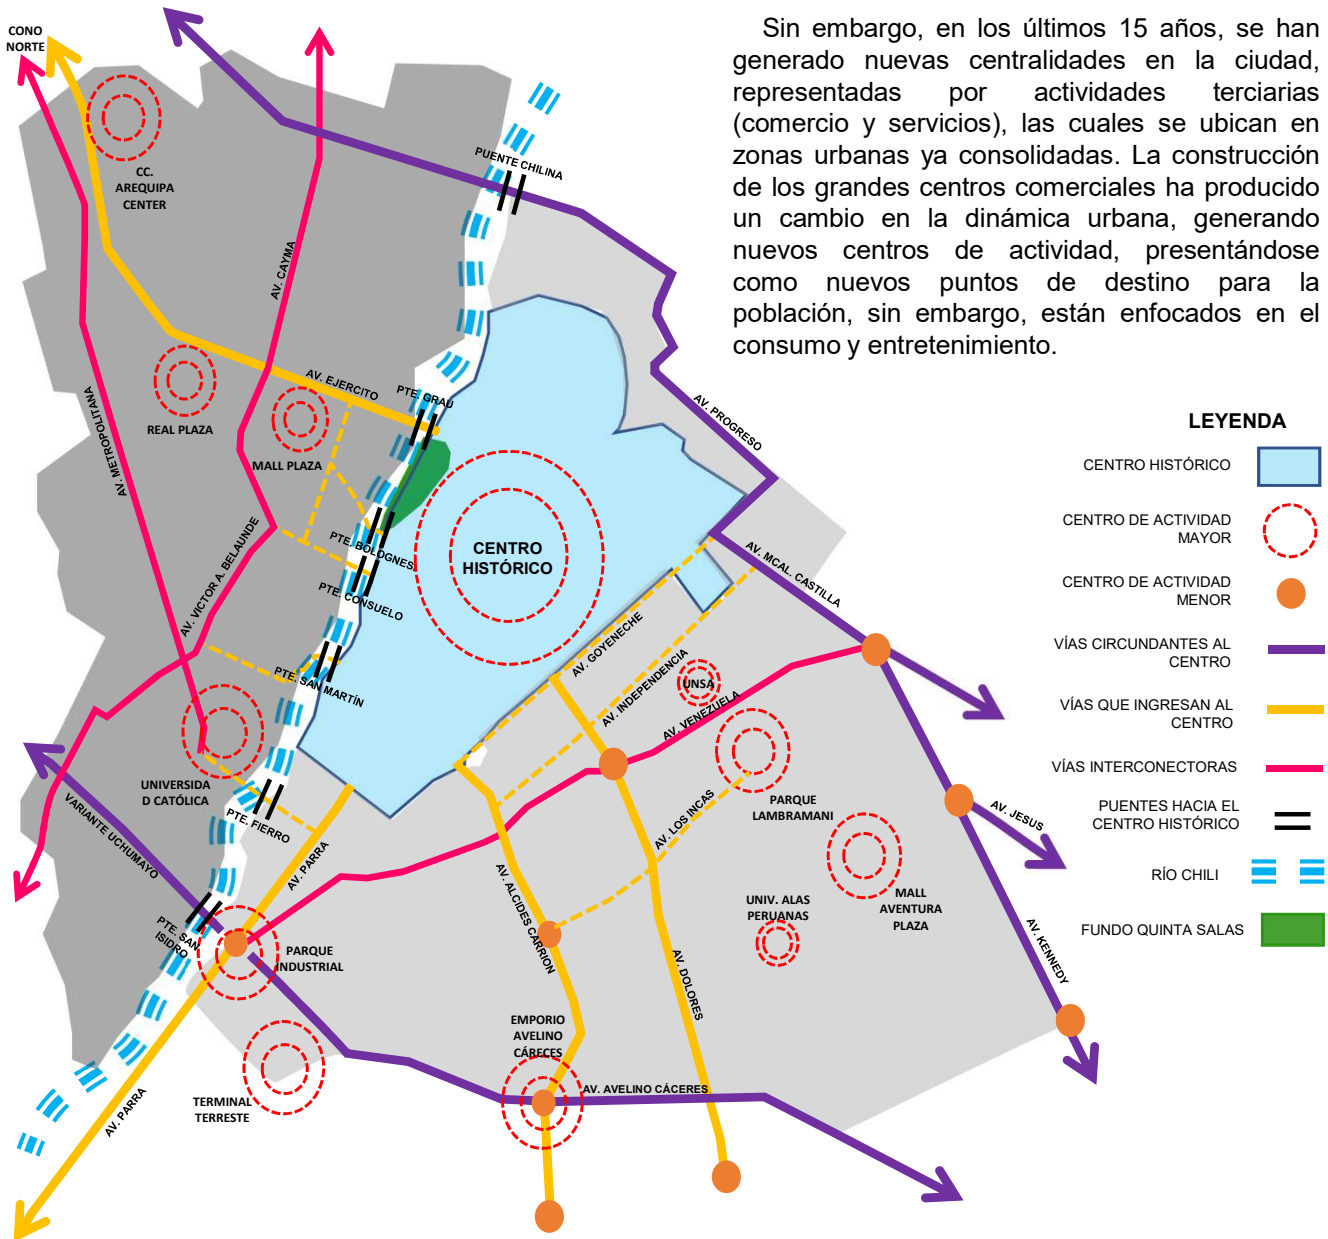 Sin embargo, en los últimos 15 años, se han
generado nuevas centralidades en la ciudad,
representadas por actividades terciarias
(comercio y servicios), las cuales se ubican en
zonas urbanas ya consolidadas. La construcción
de los grandes centros comerciales ha producido
un cambio en la dinámica urbana, generando
nuevos centros de actividad, presentándose
como nuevos puntos de destino para la
población, sin embargo, están enfocados en el
consumo y entretenimiento.
CONO
NORTE
CC.
AREQUIPA
CENTER
PUENTE CHILINA
AV. CAYMA
AV. METROPOLITANA
REAL PLAZA
AV. EJERCITO
PTE. GRAU
MALL PLAZA
AV. PROGRESO
AV. VICTOR A. BELAUNDE
PTE. BOLOGNES.
PTE. CONSUELO
CENTRO
HISTÓRICO
AV. MCAL. CASTILLA
AV. GOYENECHE
AV. INDEPENDENCIA
UNSA
AV. VENEZUELA
PTE. SAN MARTÍN
UNIVERSIDA
D CATÓLICA
VARIANTE UCHUMAYO
PTE. FIERRO
AV. PARRA
PARQUE
LAMBRAMANI
AV. LOS INCAS
AV. JESUS
AV. ALCIDES CARRION
UNIV. ALAS
PERUANAS
MALL
AVENTURA
PLAZA
PTE. SAN
ISIDRO
PARQUE
INDUSTRIAL
AV. DOLORES
AV. KENNEDY
EMPORIO
AVELINO
CÁRECES
AV. AVELINO CÁCERES
TERMINAL
TERRESTE
AV. PARRA
LEYENDA
CENTRO HISTÓRICO
CENTRO DE ACTIVIDAD
MAYOR
CENTRO DE ACTIVIDAD
MENOR
VÍAS CIRCUNDANTES AL
CENTRO
VÍAS QUE INGRESAN AL
CENTRO
VÍAS INTERCONECTORAS
PUENTES HACIA EL
CENTRO HISTÓRICO
RÍO CHILI
FUNDO QUINTA SALAS